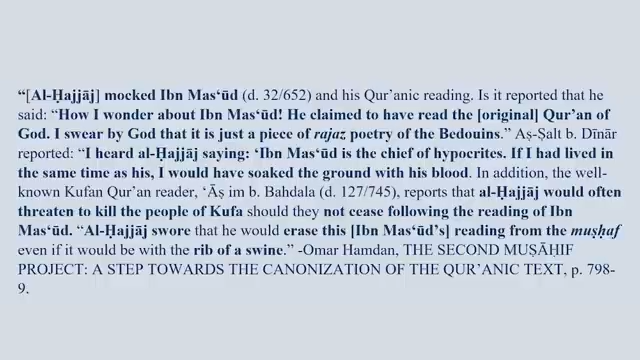 “[Al-Ḥajjāj] mocked Ibn Mas‘ūd (d. 32/652) and his Qur’anic reading. Is it reported that he
said: “How I wonder about Ibn Mas‘ūd! He claimed to have read the [original] Qur’an of
God. I swear by God that it is just a piece of rajaz poetry of the Bedouins.” Aṣ-Ṣalt b. Dīnār
reported: “I heard al-Ḥajjāj saying: ‘Ibn Mas‘ūd is the chief of hypocrites. If I had lived in
the same time as his, I would have soaked the ground with his blood. In addition, the well-
known Kufan Qur’an reader, ‘Āṣ im b. Bahdala (d. 127/745), reports that al-Ḥajjāj would often
threaten to kill the people of Kufa should they not cease following the reading of Ibn
Mas‘ūd. “Al-Ḥajjāj swore that he would erase this [Ibn Mas‘ūd’s] reading from the muṣḥaf
even if it would be with the rib of a swine.” -Omar Hamdan, THE SECOND MUṢĀḤIF
PROJECT: A STEP TOWARDS THE CANONIZATION OF THE QUR’ANIC TEXT, p. 798-
9.